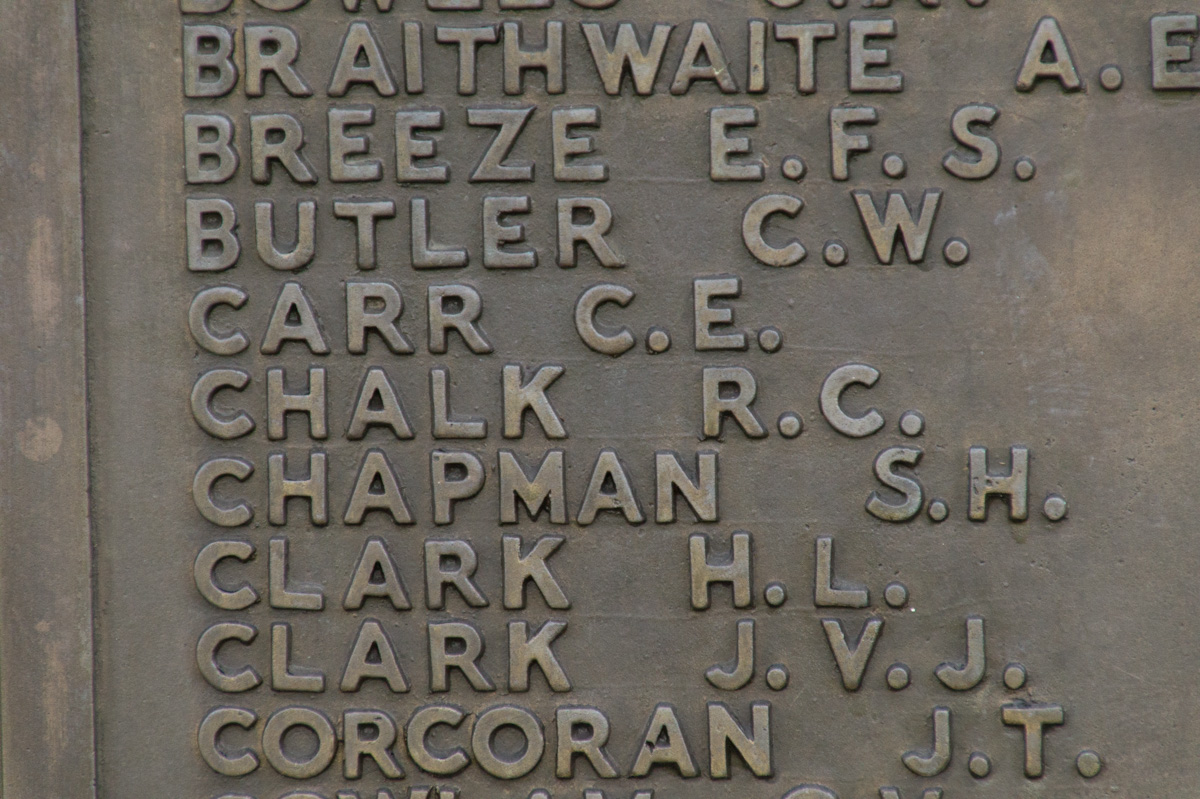 BRAITHWAITE A.E
BREEZE E.F.S.
BUTLER C.W.
CARR C.E.
CHALK R.C.
CHAPMAN S.H.
CLARK H.L.
CLARK J.V.J.
CORCORAN J.T.